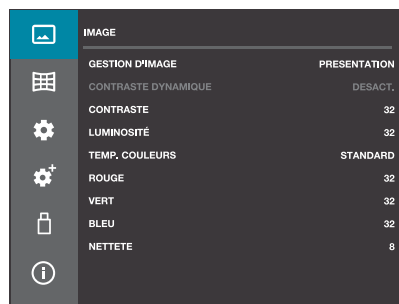 IMAGE
GESTION D'IMAGE PRESENTATION
CONTRASTE DYNAMIQUE DESACT.
CONTRASTE 32
LUMINOSITÉ 32
TEMP. COULEURS STANDARD
ROUGE 32
VERT 32
BLEU 32
NETTETE 8